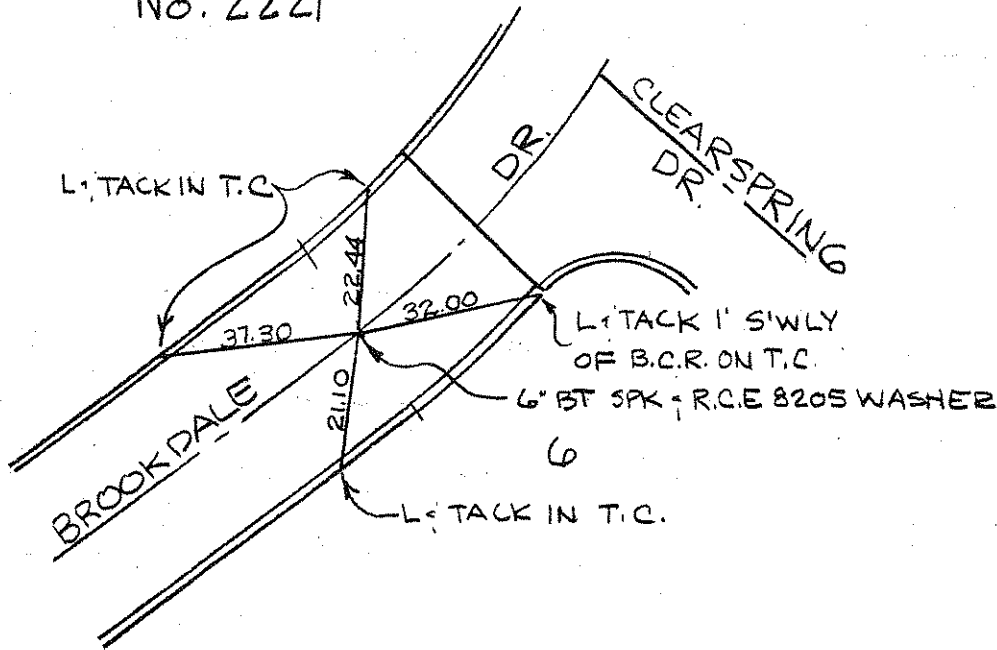 No. 2221
CLEARSPRING
DR.
DR.
L & TACK IN T.C.
22.44
32.00
37.30
L & TACK 1' S'WLY
OF B.C.R. ON T.C.
6" BT SPK & R.C.E 8205 WASHER
21.10
BROOKDALE
6
L & TACK IN T.C.